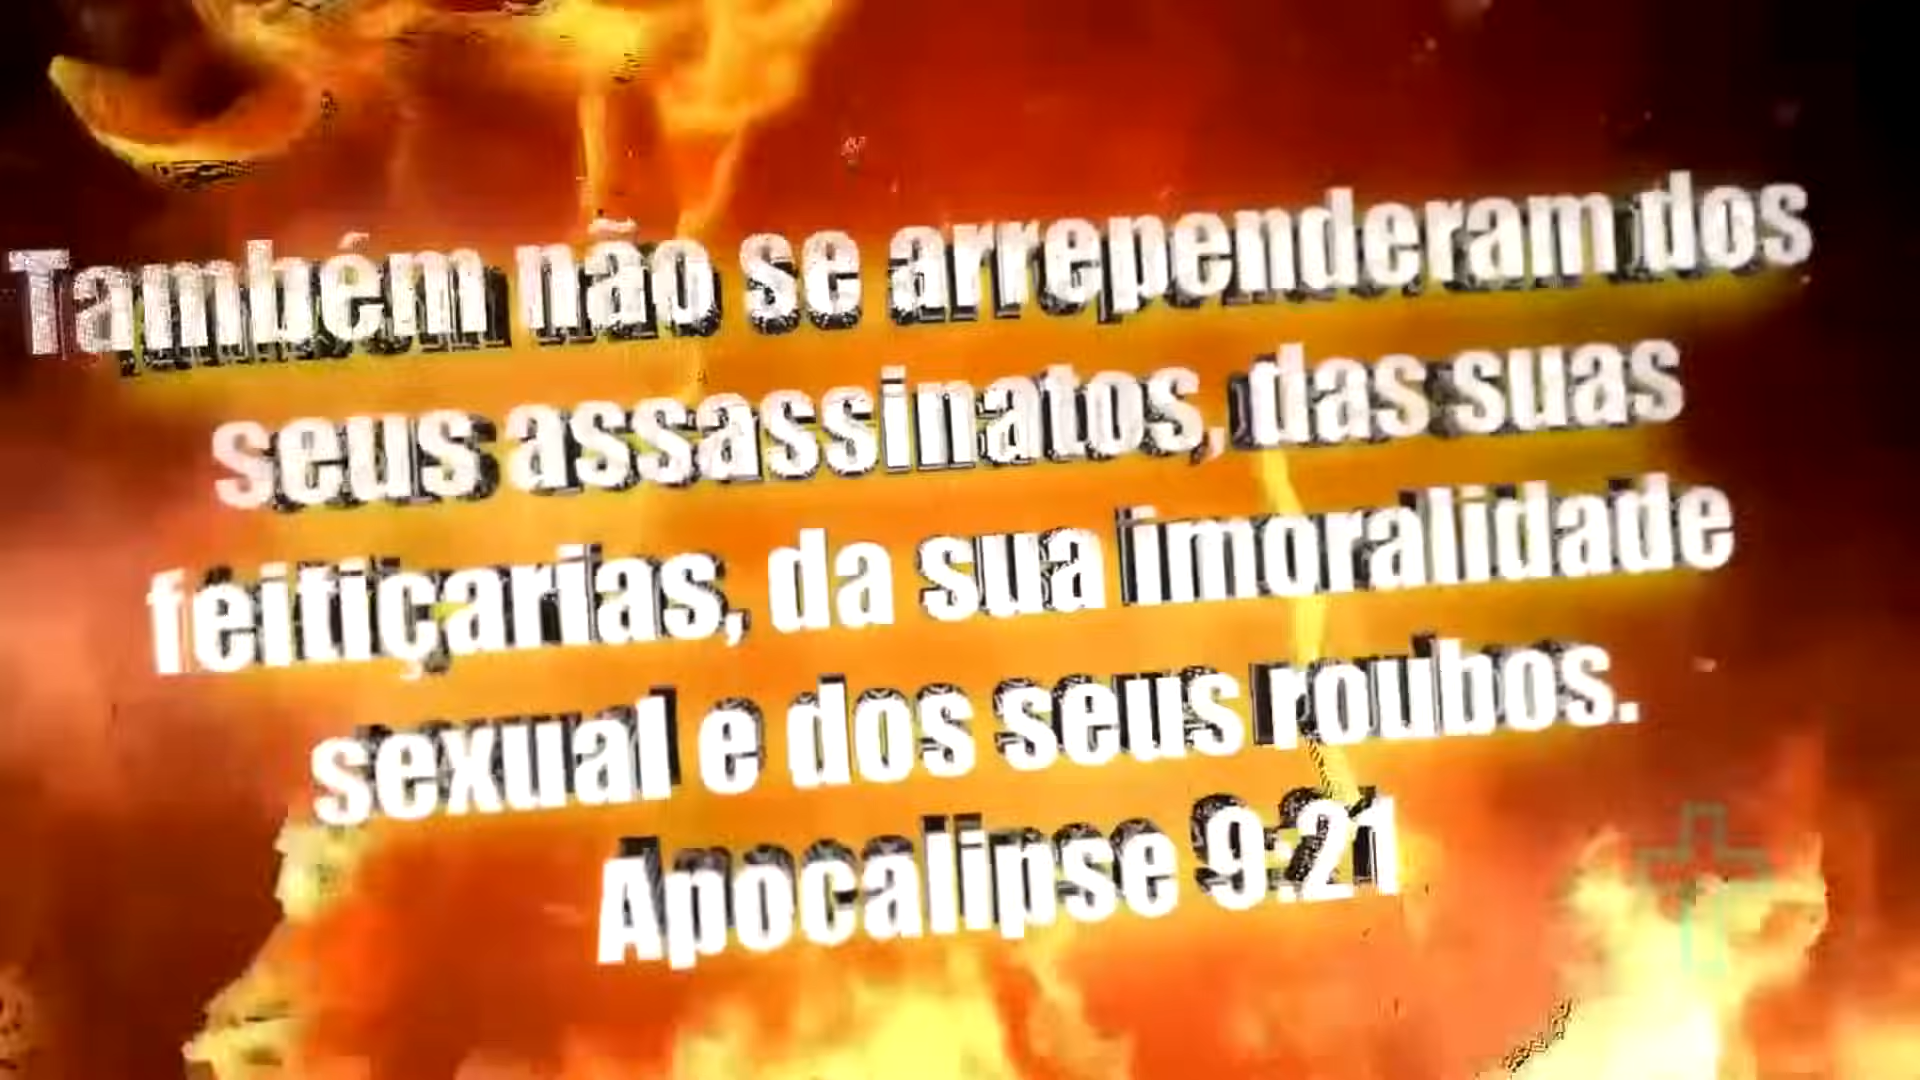 Também não se arrependeram dos
seus assassinatos, das suas
feitiçarias, da sua imoralidade
sexual e dos seus roubos.
Apocalipse 9:21